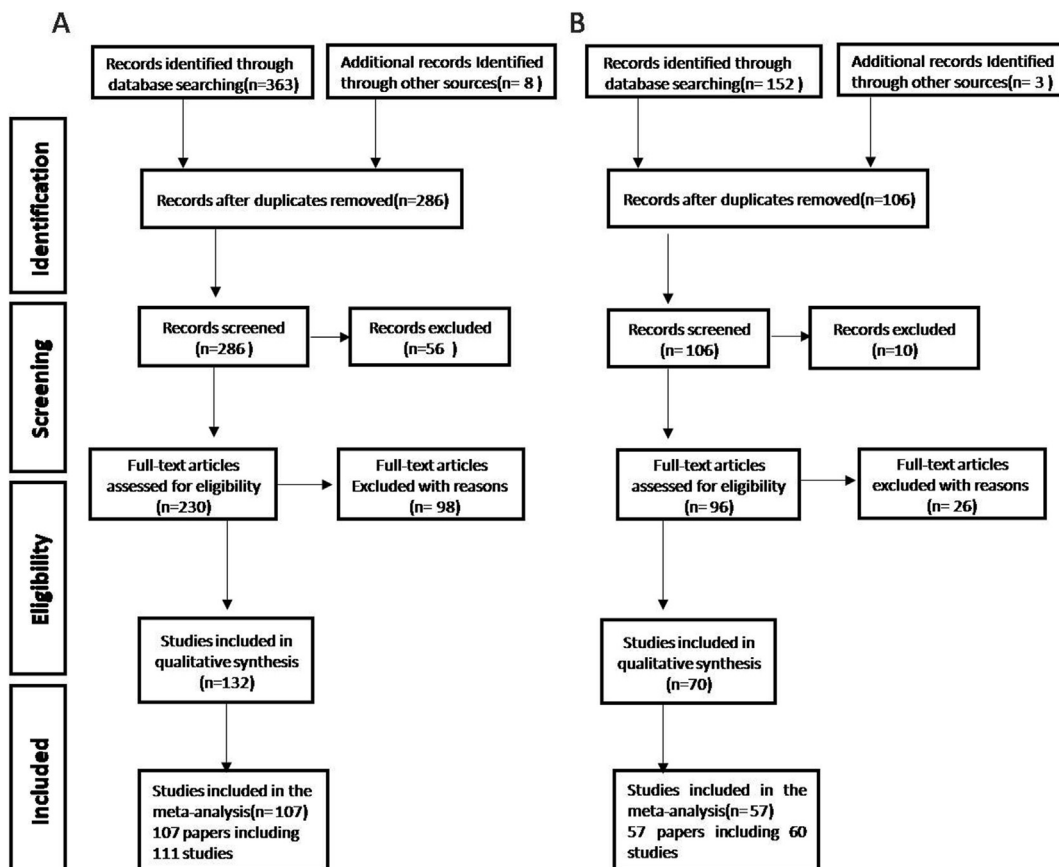 A
Records identified through
database searching(n=363)
Additional records Identified
through other sources(n= 8 )
Records after duplicates removed(n=286)
Records screened
(n=286 )
Records excluded
(n=56 )
Full-text articles
assessed for eligibility
(n=230)
Full-text articles
Excluded with reasons
(n= 98)
Studies included in
qualitative synthesis
(n=132)
Studies included in the
meta-analysis(n=107)
107 papers including
111 studies
B
Records identified through
database searching(n= 152 )
Additional records Identified
through other sources(n= 3 )
Records after duplicates removed(n=106)
Records screened
(n= 106)
Records excluded
(n=10)
Full-text articles
assessed for eligibility
(n=96)
Full-text articles
excluded with reasons
(n= 26)
Studies included in
qualitative synthesis
(n=70)
Studies included in the
meta-analysis(n=57)
57 papers including 60
studies
Identification
Screening
Eligibility
Included